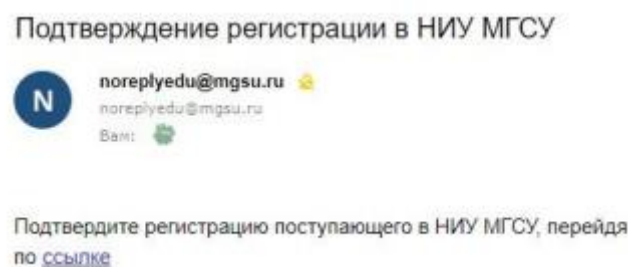 Подтверждение регистрации в НИУ МГСУ
N
noreplyedu@mgsu.ru
noreplyedu@mgsu.ru
Вам:
Подтвердите регистрацию поступающего в НИУ МГСУ, перейдя
по ссылке